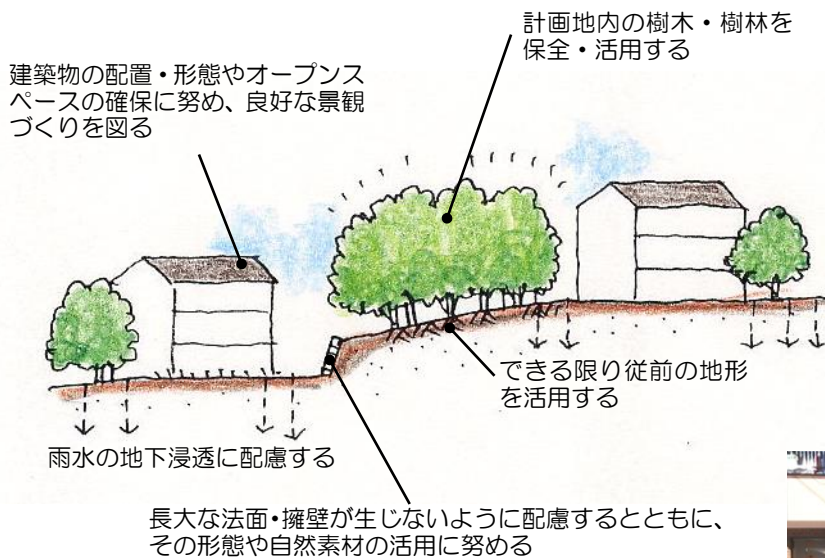 計画地内の樹木・樹林を
保全・活用する
建築物の配置・形態やオープンス
ペースの確保に努め、良好な景観
づくりを図る
できる限り従前の地形
を活用する
雨水の地下浸透に配慮する
長大な法面・擁壁が生じないように配慮するとともに、
その形態や自然素材の活用に努める